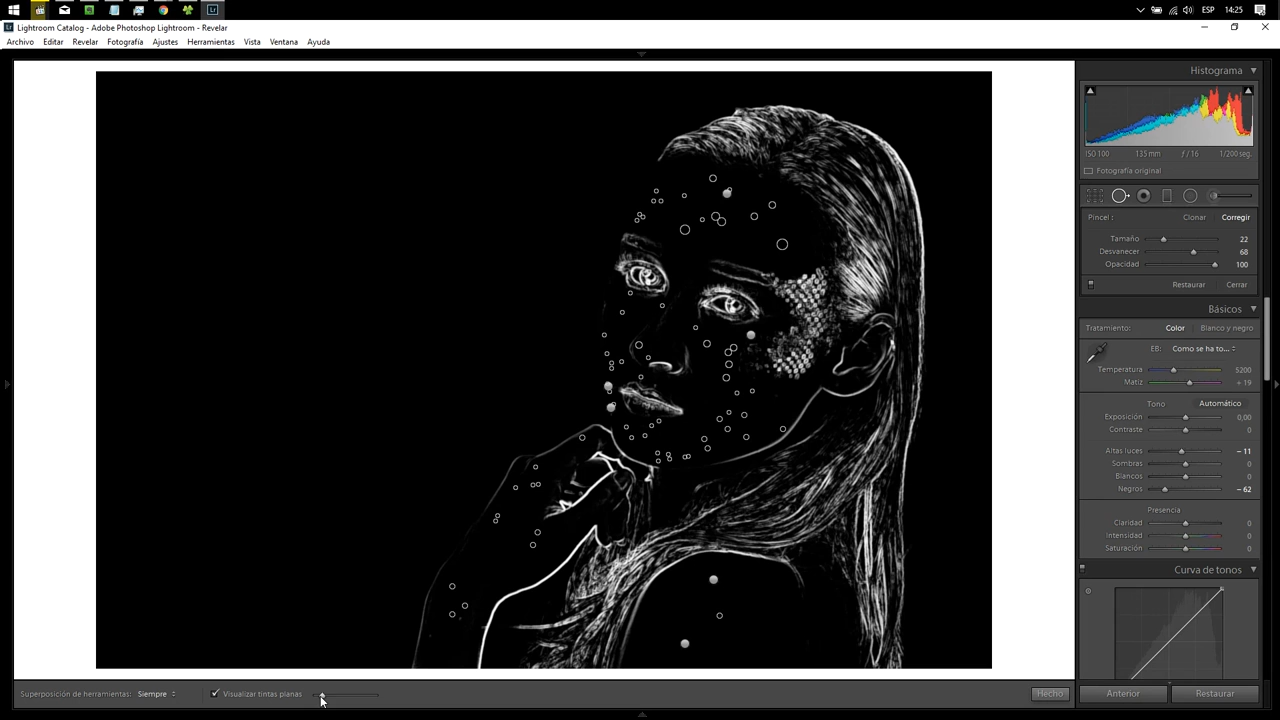 ESP 14:25
Lightroom Catalog - Adobe Photoshop Lightroom - Revelar
Archivo Editar Revelar Fotografía Ajustes Herramientas Vista Ventana Ayuda
Histograma
ISO 100 135 mm ƒ / 16 1/200 seg.
Fotografía original
Pincel : Clonar Corregir
Tamaño 22
Desvanecer 68
Opacidad 100
Restaurar Cerrar
Básicos
Tratamiento: Color Blanco y negro
EB: Como se ha to...
Temperatura 5200
Matiz + 19
Tono Automático
Exposición 0,00
Contraste 0
Altas luces − 11
Sombras 0
Blancos 0
Negros − 62
Presencia
Claridad 0
Intensidad 0
Saturación 0
Curva de tonos
Superposición de herramientas: Siempre Visualizar tintas planas Hecho
Anterior Restaurar